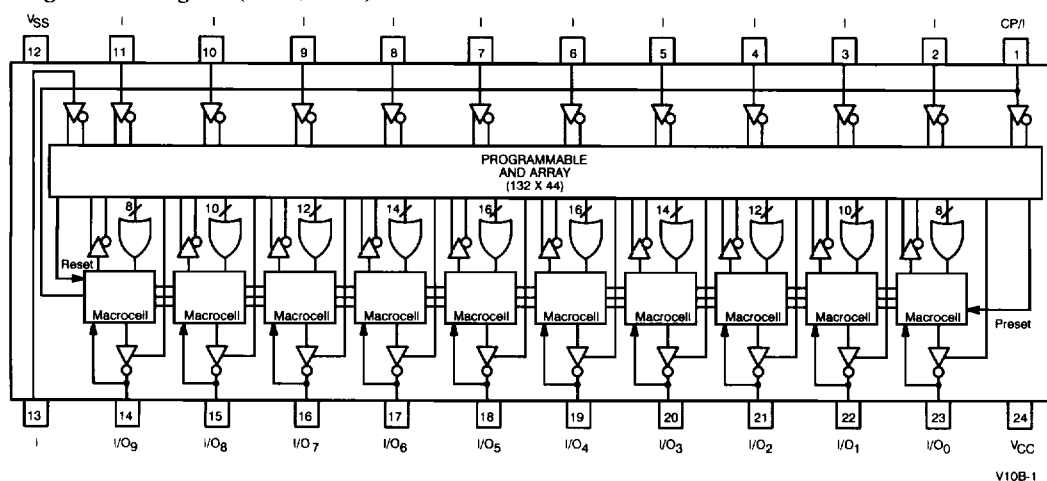 V_SS I I I I I I I I I I CP/I
12 11 10 9 8 7 6 5 4 3 2 1
PROGRAMMABLE
AND ARRAY
(132 X 44)
8 10 12 14 16 16 14 12 10 8
Reset
Macrocell Macrocell Macrocell Macrocell Macrocell Macrocell Macrocell Macrocell Macrocell Macrocell
Preset
13 14 15 16 17 18 19 20 21 22 23 24
I I/O9 I/O8 I/O7 I/O6 I/O5 I/O4 I/O3 I/O2 I/O1 I/O0 VCC
V10B-1